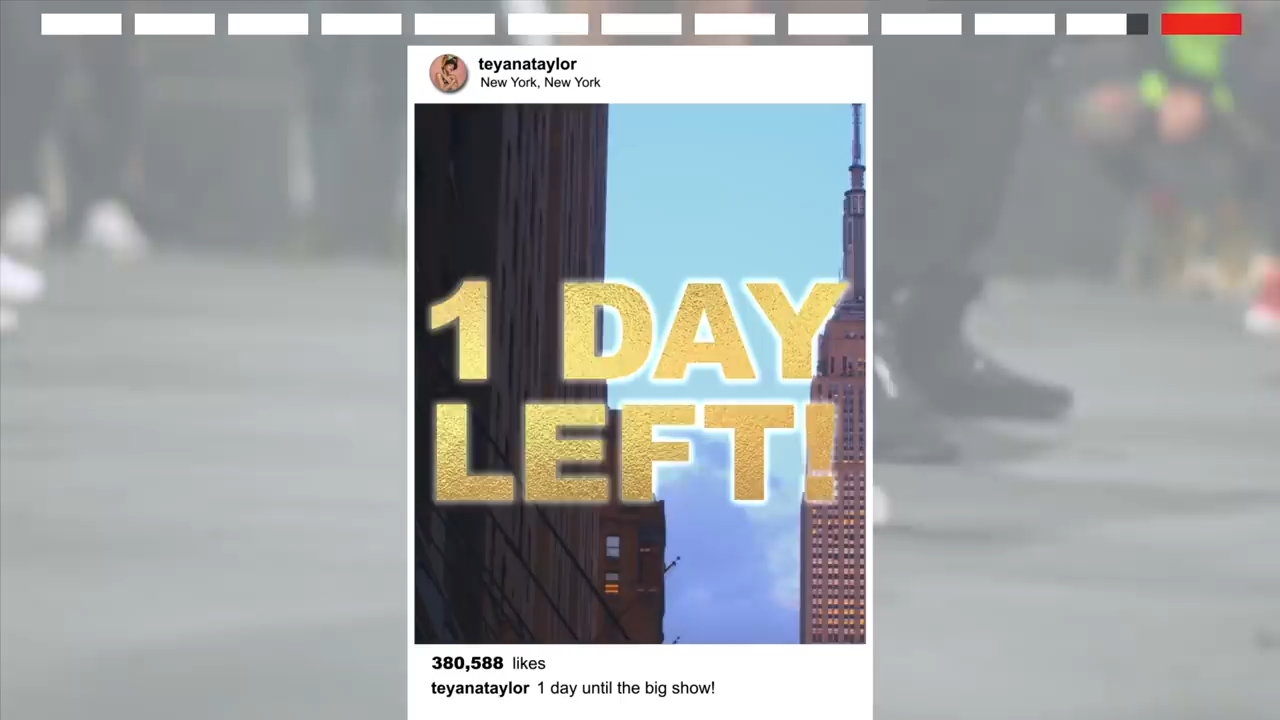 teyanataylor
New York, New York
1 DAY
LEFT!
380,588 likes
teyanataylor 1 day until the big show!